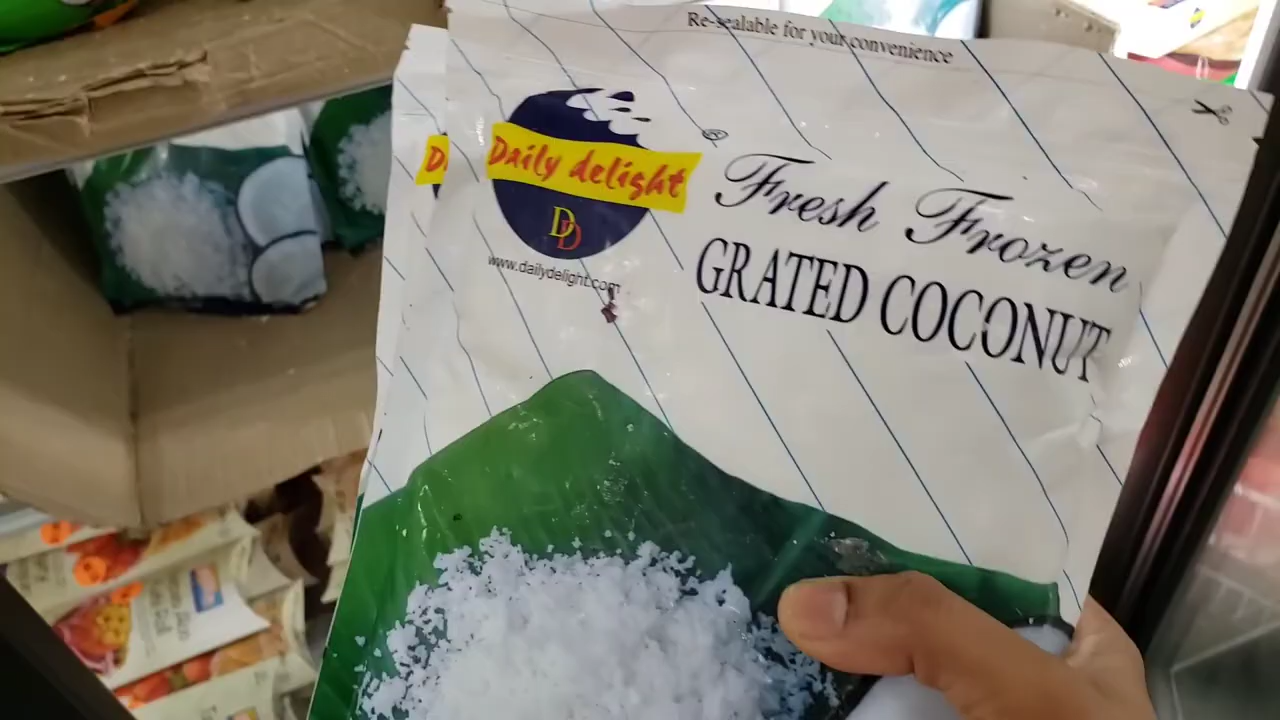 Re-sealable for your convenience
Daily delight
®
DD
www.dailydelight.com
Fresh Frozen
GRATED COCONUT
D